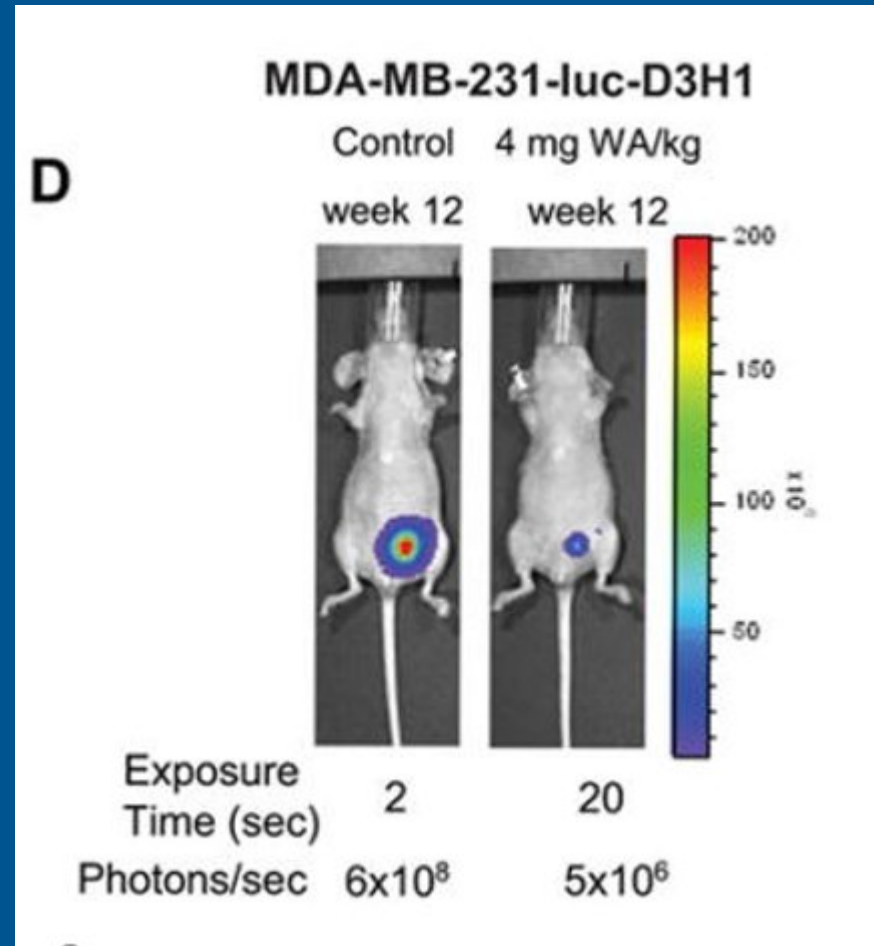 MDA-MB-231-luc-D3H1
D
Control 4 mg WA/kg
week 12 week 12
200
150
100
50
Exposure
Time (sec) 2 20
Photons/sec 6x10⁸ 5x10⁶